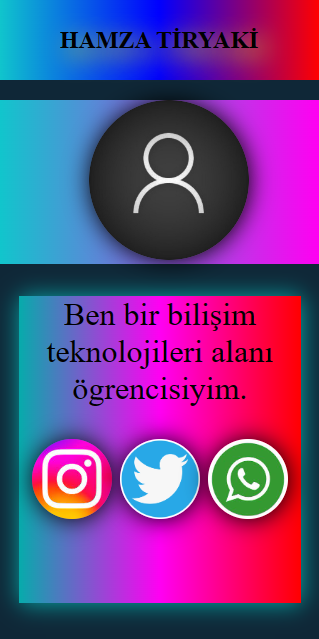 HAMZA TİRYAKİ
Ben bir bilişim
teknolojileri alanı
ögrencisiyim.